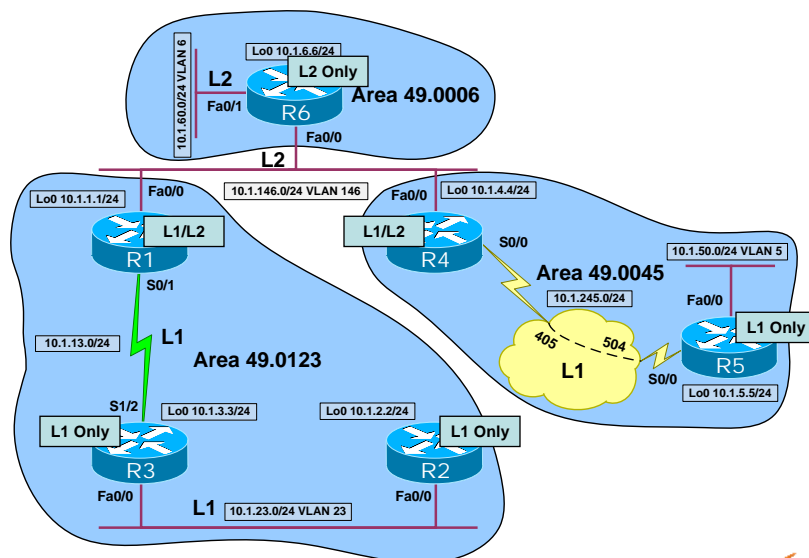 10.1.60.0/24 VLAN 6
Lo0 10.1.6.6/24
L2
L2 Only
Fa0/1
R6
Area 49.0006
Fa0/0
L2
10.1.146.0/24 VLAN 146
Fa0/0
Lo0 10.1.1.1/24
L1/L2
R1
S0/1
Fa0/0
Lo0 10.1.4.4/24
L1/L2
R4
S0/0
Area 49.0045
10.1.50.0/24 VLAN 5
10.1.245.0/24
Fa0/0
405
504
L1
S0/0
L1 Only
R5
Lo0 10.1.5.5/24
10.1.13.0/24
L1
Area 49.0123
S1/2
Lo0 10.1.3.3/24
L1 Only
R3
Fa0/0
Lo0 10.1.2.2/24
L1 Only
R2
Fa0/0
L1
10.1.23.0/24 VLAN 23